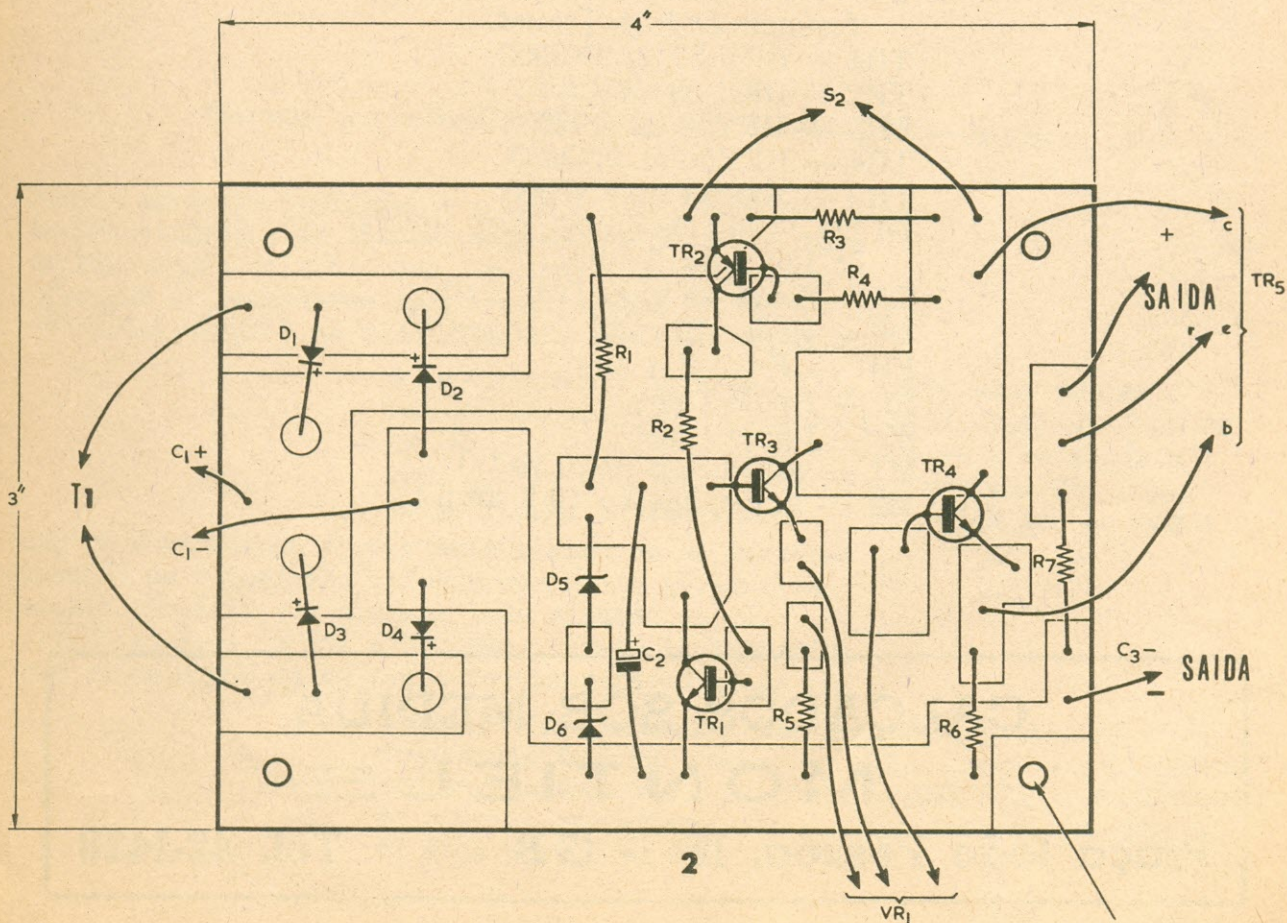 4"
S₂
3"
c
+
TR₅
SAIDA
r e
b
TR₂
R₃
R₄
D₁
+
+
D₂
R₁
R₂
TR₃
TR₄
C₁+
T1
C₁−
D₅
R₇
+
D₃
D₄
+
+
C₂
C₃−
SAIDA
−
D₆
TR₁
R₅
R₆
2
VR₁